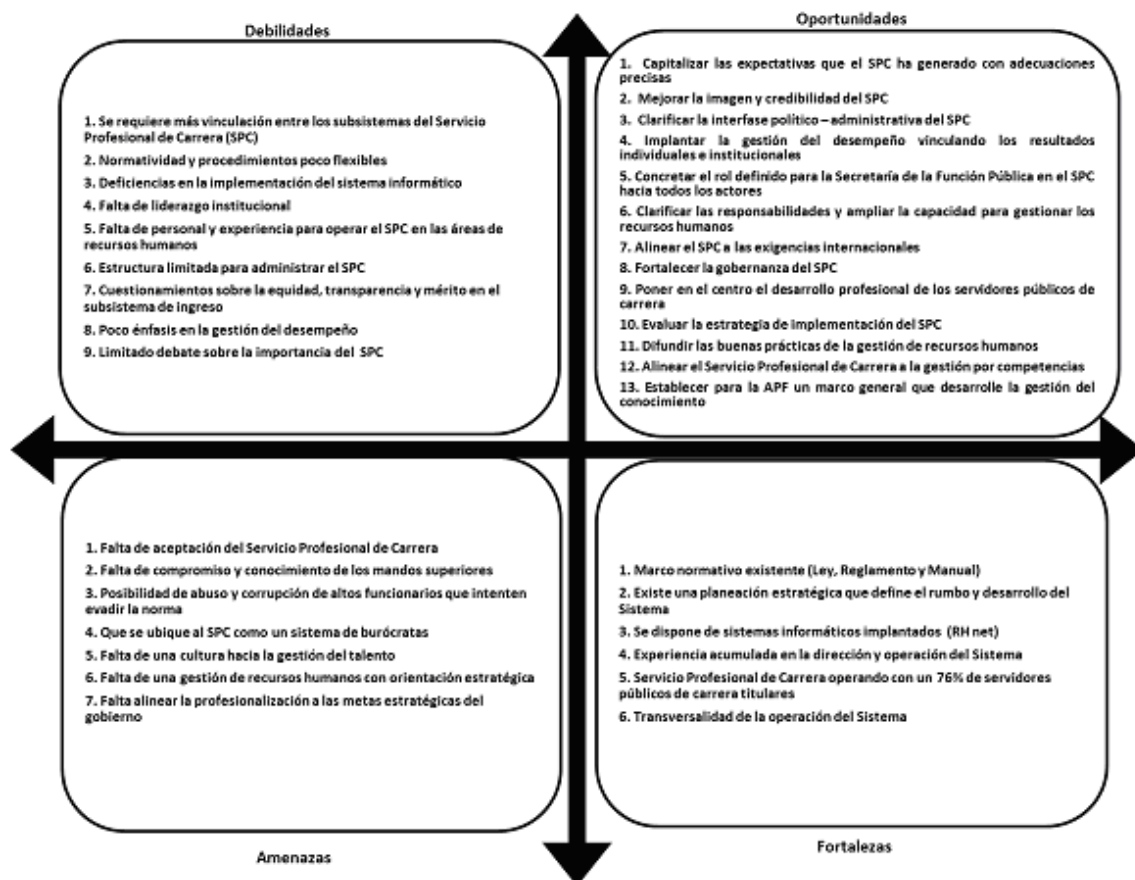 Debilidades
1. Se requiere más vinculación entre los subsistemas del Servicio
Profesional de Carrera (SPC)
2. Normatividad y procedimientos poco flexibles
3. Deficiencias en la implementación del sistema informático
4. Falta de liderazgo institucional
5. Falta de personal y experiencia para operar el SPC en las áreas de
recursos humanos
6. Estructura limitada para administrar el SPC
7. Cuestionamientos sobre la equidad, transparencia y mérito en el
subsistema de ingreso
8. Poco énfasis en la gestión del desempeño
9. Limitado debate sobre la importancia del SPC
Oportunidades
1. Capitalizar las expectativas que el SPC ha generado con adecuaciones
precisas
2. Mejorar la imagen y credibilidad del SPC
3. Clarificar la interfase político – administrativa del SPC
4. Implantar la gestión del desempeño vinculando los resultados
individuales e institucionales
5. Concretar el rol definido para la Secretaría de la Función Pública en el SPC
hacia todos los actores
6. Clarificar las responsabilidades y ampliar la capacidad para gestionar los
recursos humanos
7. Alinear el SPC a las exigencias internacionales
8. Fortalecer la gobernanza del SPC
9. Poner en el centro el desarrollo profesional de los servidores públicos de
carrera
10. Evaluar la estrategia de implementación del SPC
11. Difundir las buenas prácticas de la gestión de recursos humanos
12. Alinear el Servicio Profesional de Carrera a la gestión por competencias
13. Establecer para la APF un marco general que desarrolle la gestión del
conocimiento
1. Falta de aceptación del Servicio Profesional de Carrera
2. Falta de compromiso y conocimiento de los mandos superiores
3. Posibilidad de abuso y corrupción de altos funcionarios que intenten
evadir la norma
4. Que se ubique al SPC como un sistema de burócratas
5. Falta de una cultura hacia la gestión del talento
6. Falta de una gestión de recursos humanos con orientación estratégica
7. Falta alinear la profesionalización a las metas estratégicas del
gobierno
Amenazas
1. Marco normativo existente (Ley, Reglamento y Manual)
2. Existe una planeación estratégica que define el rumbo y desarrollo del
Sistema
3. Se dispone de sistemas informáticos implantados (RH net)
4. Experiencia acumulada en la dirección y operación del Sistema
5. Servicio Profesional de Carrera operando con un 76% de servidores
públicos de carrera titulares
6. Transversalidad de la operación del Sistema
Fortalezas